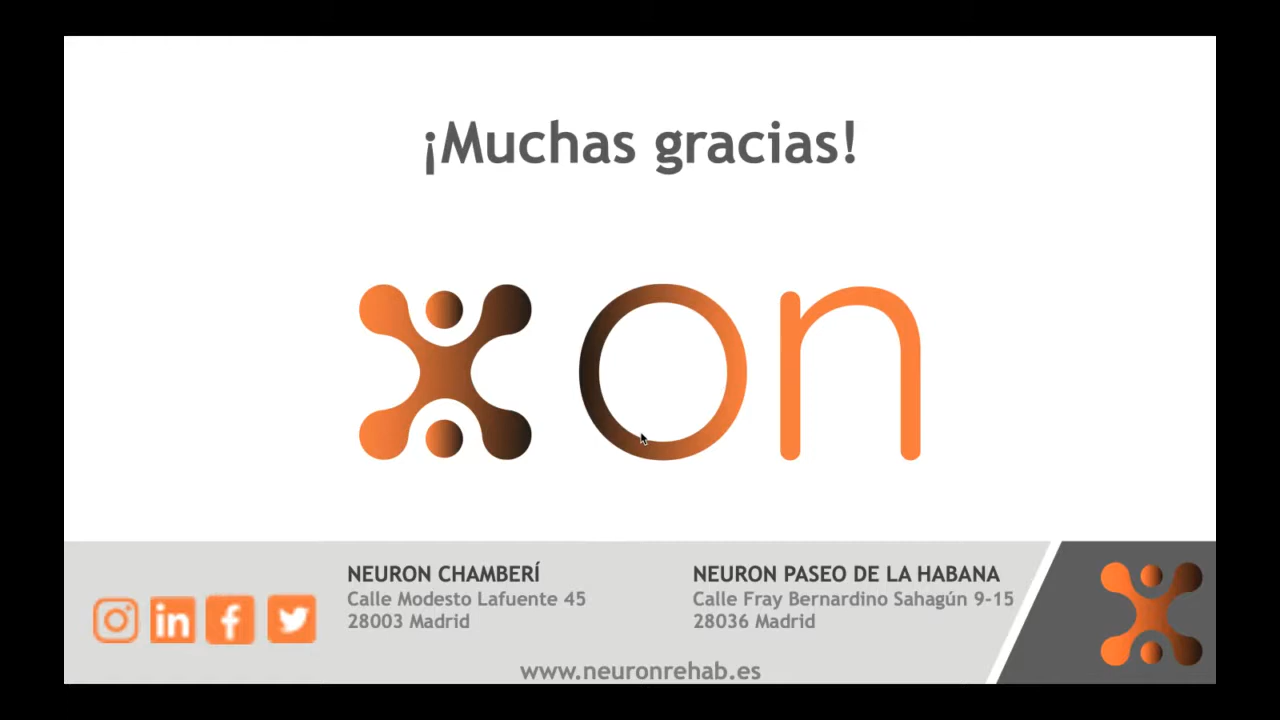 ¡Muchas gracias!
on
NEURON CHAMBERÍ
Calle Modesto Lafuente 45
28003 Madrid
NEURON PASEO DE LA HABANA
Calle Fray Bernardino Sahagún 9-15
28036 Madrid
www.neuronrehab.es